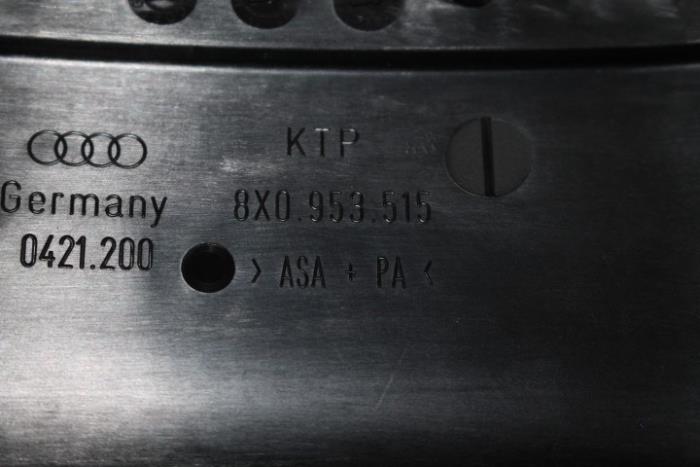 KTP
Germany
8X0.953.515
0421.200
> ASA + PA <